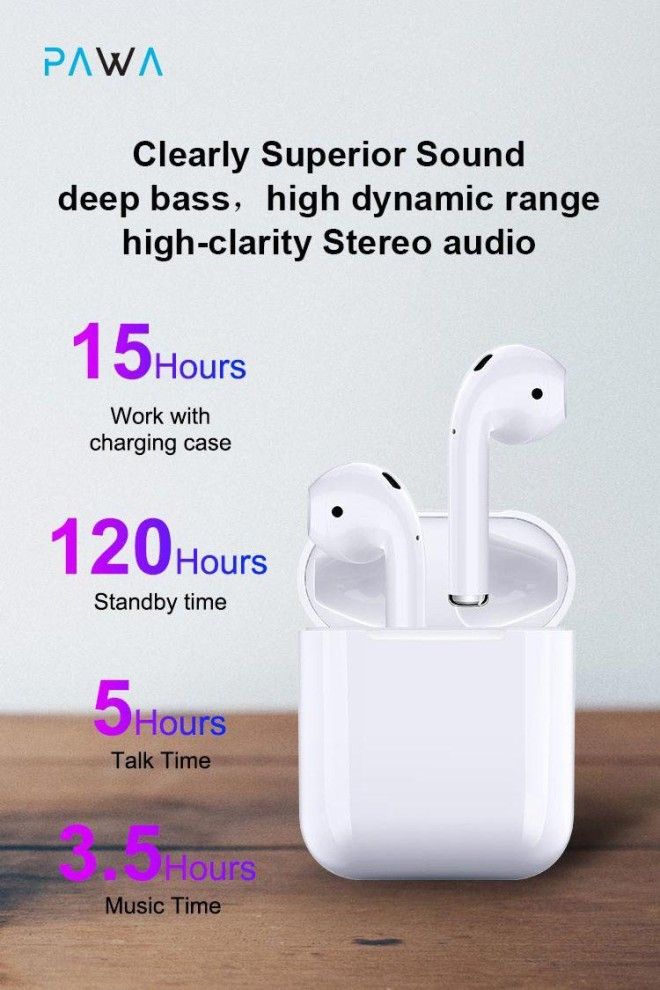 PAWA
Clearly Superior Sound
deep bass，high dynamic range
high-clarity Stereo audio
15Hours
Work with
charging case
120Hours
Standby time
5Hours
Talk Time
3.5Hours
Music Time